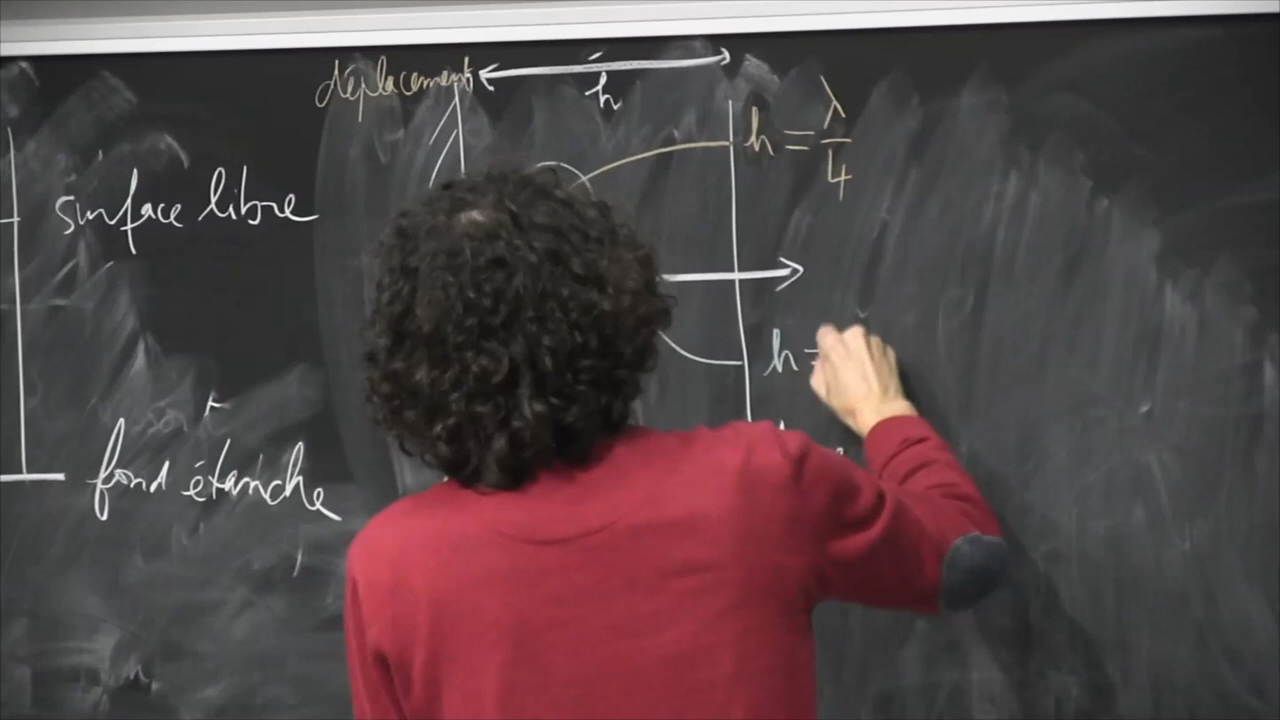 déplacement
h
h = λ/4
surface libre
h =
fond étanche